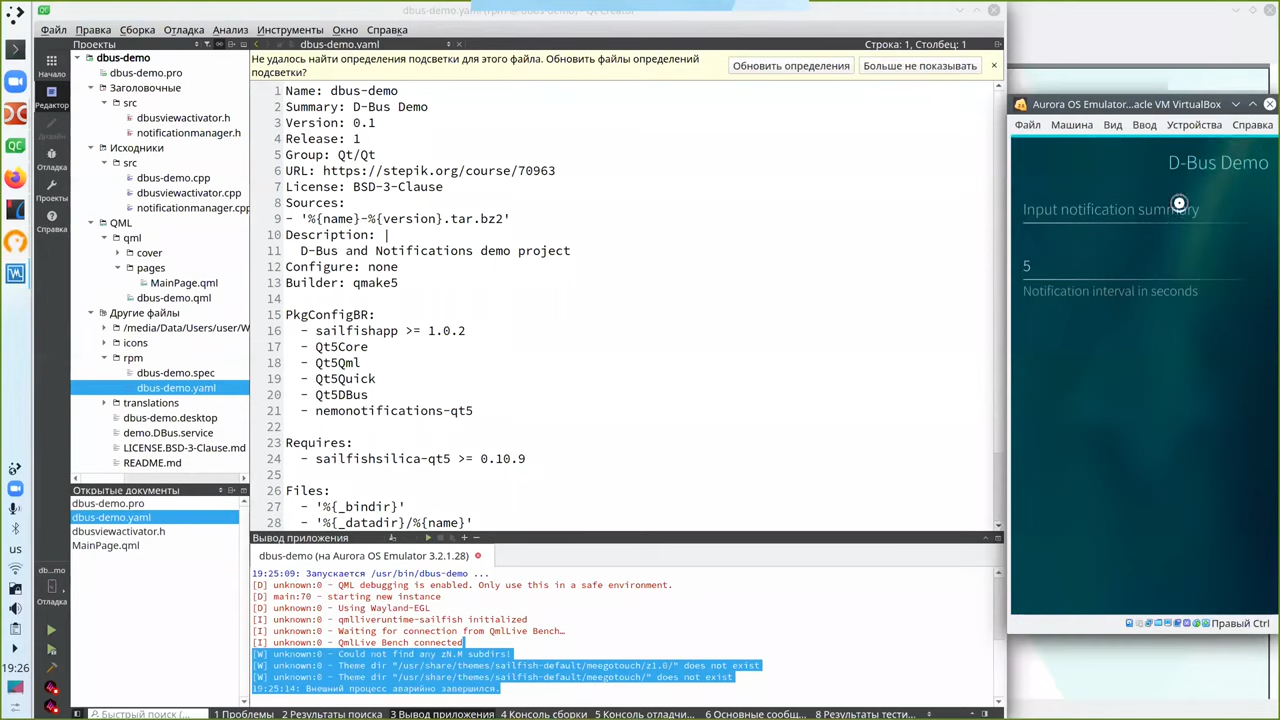 dbus-demo.yaml (rpm @ dbus-demo) - Qt Creator
Файл Правка Сборка Отладка Анализ Инструменты Окно Справка
Проекты
dbus-demo.yaml
Строка: 1, Столбец: 1
Не удалось найти определения подсветки для этого файла. Обновить файлы определений
подсветки?
Обновить определения
Больше не показывать
Начало
Редактор
Дизайн
Отладка
Проекты
Справка
dbus-demo
dbus-demo.pro
Заголовочные
src
dbusviewactivator.h
notificationmanager.h
Исходники
src
dbus-demo.cpp
dbusviewactivator.cpp
notificationmanager.cpp
QML
qml
cover
pages
MainPage.qml
dbus-demo.qml
Другие файлы
/media/Data/Users/user/W
icons
rpm
dbus-demo.spec
dbus-demo.yaml
translations
dbus-demo.desktop
demo.DBus.service
LICENSE.BSD-3-Clause.md
README.md
Открытые документы
dbus-demo.pro
dbus-demo.yaml
dbusviewactivator.h
MainPage.qml
us
19:26
db...mo
Отладка
1 Name: dbus-demo
2 Summary: D-Bus Demo
3 Version: 0.1
4 Release: 1
5 Group: Qt/Qt
6 URL: https://stepik.org/course/70963
7 License: BSD-3-Clause
8 Sources:
9 - '%{name}-%{version}.tar.bz2'
10 Description: |
11 D-Bus and Notifications demo project
12 Configure: none
13 Builder: qmake5
14
15 PkgConfigBR:
16 - sailfishapp >= 1.0.2
17 - Qt5Core
18 - Qt5Qml
19 - Qt5Quick
20 - Qt5DBus
21 - nemonotifications-qt5
22
23 Requires:
24 - sailfishsilica-qt5 >= 0.10.9
25
26 Files:
27 - '%{_bindir}'
28 - '%{_datadir}/%{name}'
Вывод приложения
dbus-demo (на Aurora OS Emulator 3.2.1.28)
19:25:09: Запускается /usr/bin/dbus-demo ...
[D] unknown:0 - QML debugging is enabled. Only use this in a safe environment.
[D] main:70 - starting new instance
[D] unknown:0 - Using Wayland-EGL
[I] unknown:0 - qmlliveruntime-sailfish initialized
[I] unknown:0 - Waiting for connection from QmlLive Bench…
[I] unknown:0 - QmlLive Bench connected
[W] unknown:0 - Could not find any zN.M subdirs!
[W] unknown:0 - Theme dir "/usr/share/themes/sailfish-default/meegotouch/z1.0/" does not exist
[W] unknown:0 - Theme dir "/usr/share/themes/sailfish-default/meegotouch/" does not exist
19:25:14: Внешний процесс аварийно завершился.
Быстрый поиск (...
1 Проблемы 2 Результаты поиска 3 Вывод приложения 4 Консоль сборки 5 Консоль отладчи... 6 Основные сообщ... 8 Результаты тести...
Aurora OS Emulator...acle VM VirtualBox
Файл Машина Вид Ввод Устройства Справка
D-Bus Demo
Input notification summary
5
Notification interval in seconds
Правый Ctrl